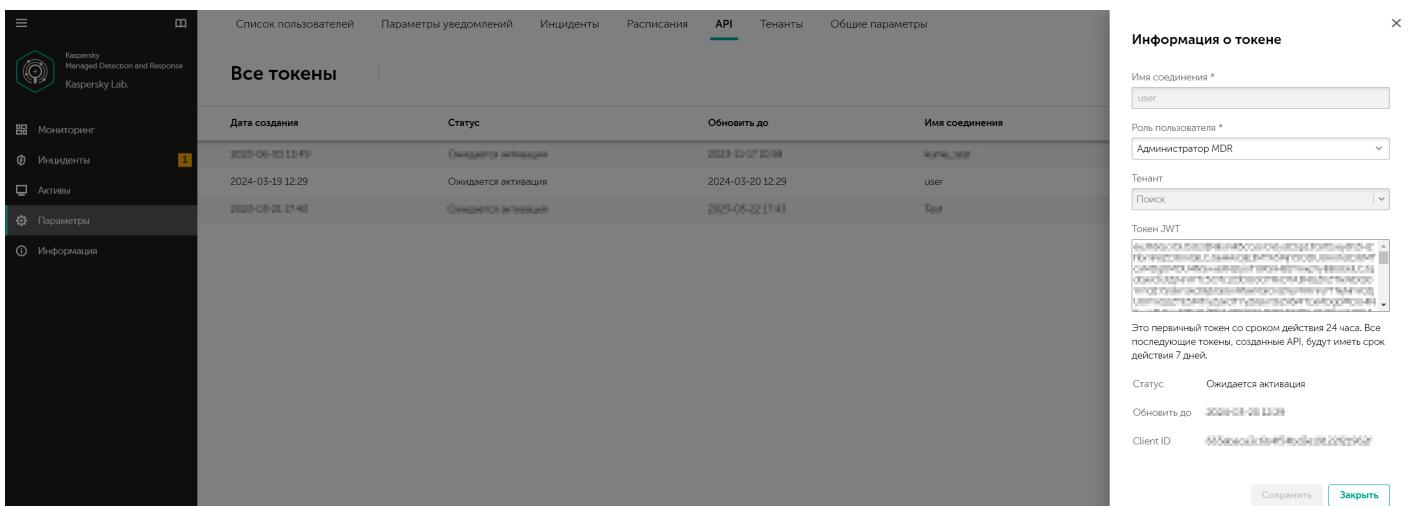 Список пользователей Параметры уведомлений Инциденты Расписания API Тенанты Общие параметры
Kaspersky
Managed Detection and Response
Kaspersky Lab.
Все токены
Мониторинг
Инциденты 1
Активы
Параметры
Информация
Дата создания Статус Обновить до Имя соединения
2024-03-19 12:29 Ожидается активация 2024-03-20 12:29 user
Информация о токене
Имя соединения *
user
Роль пользователя *
Администратор MDR
Тенант
Поиск
Токен JWT
Это первичный токен со сроком действия 24 часа. Все
последующие токены, созданные API, будут иметь срок
действия 7 дней.
Статус Ожидается активация
Обновить до
Client ID
Сохранить Закрыть